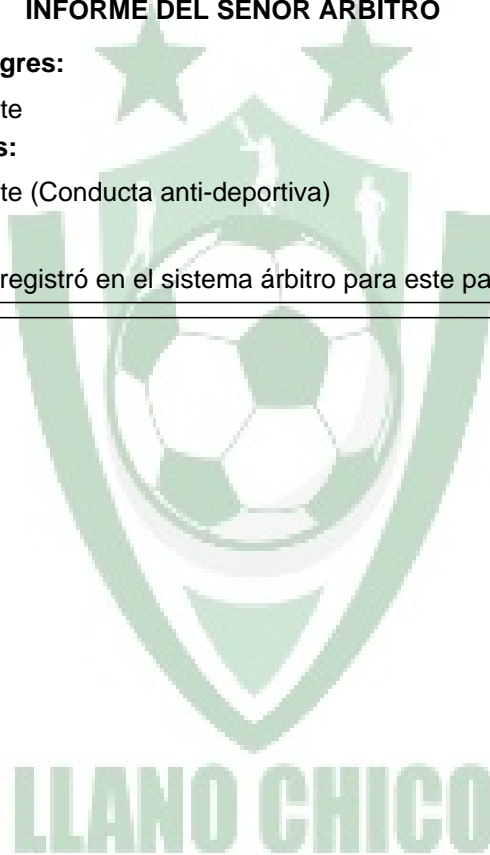 INFORME DEL SEÑOR ARBITRO
gres:
te
s:
te (Conducta anti-deportiva)
registró en el sistema árbitro para este pa
LLANO CHICO